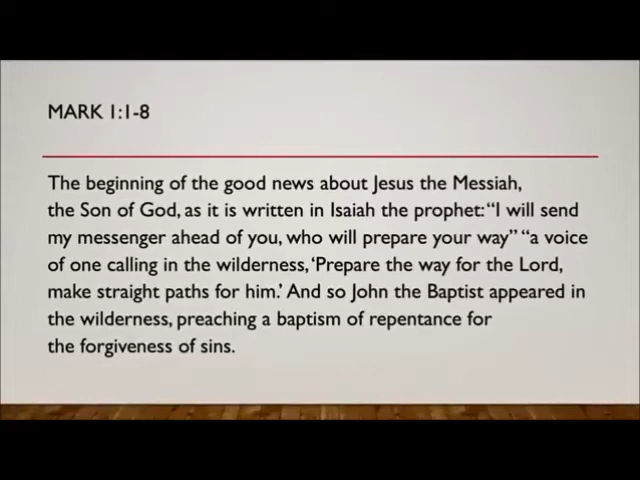 MARK 1:1-8
The beginning of the good news about Jesus the Messiah,
the Son of God, as it is written in Isaiah the prophet: “I will send
my messenger ahead of you, who will prepare your way” “a voice
of one calling in the wilderness, ‘Prepare the way for the Lord,
make straight paths for him.’ And so John the Baptist appeared in
the wilderness, preaching a baptism of repentance for
the forgiveness of sins.